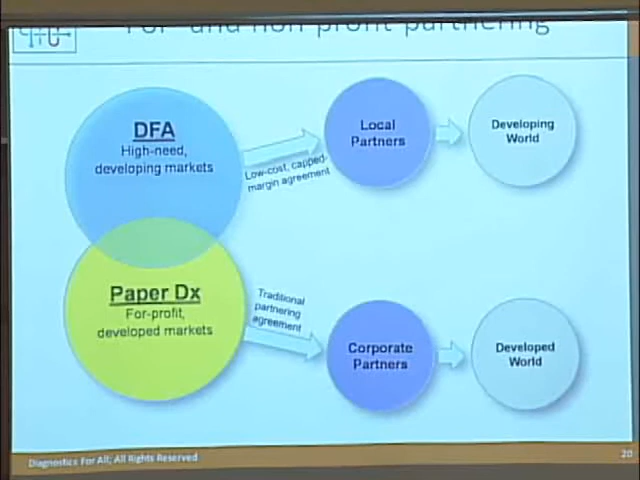 For- and non-profit partnering
DFA
High-need,
developing markets
Low-cost, capped-
margin agreement
Local
Partners
Developing
World
Paper Dx
For-profit,
developed markets
Traditional
partnering
agreement
Corporate
Partners
Developed
World
Diagnostics For All; All Rights Reserved
20